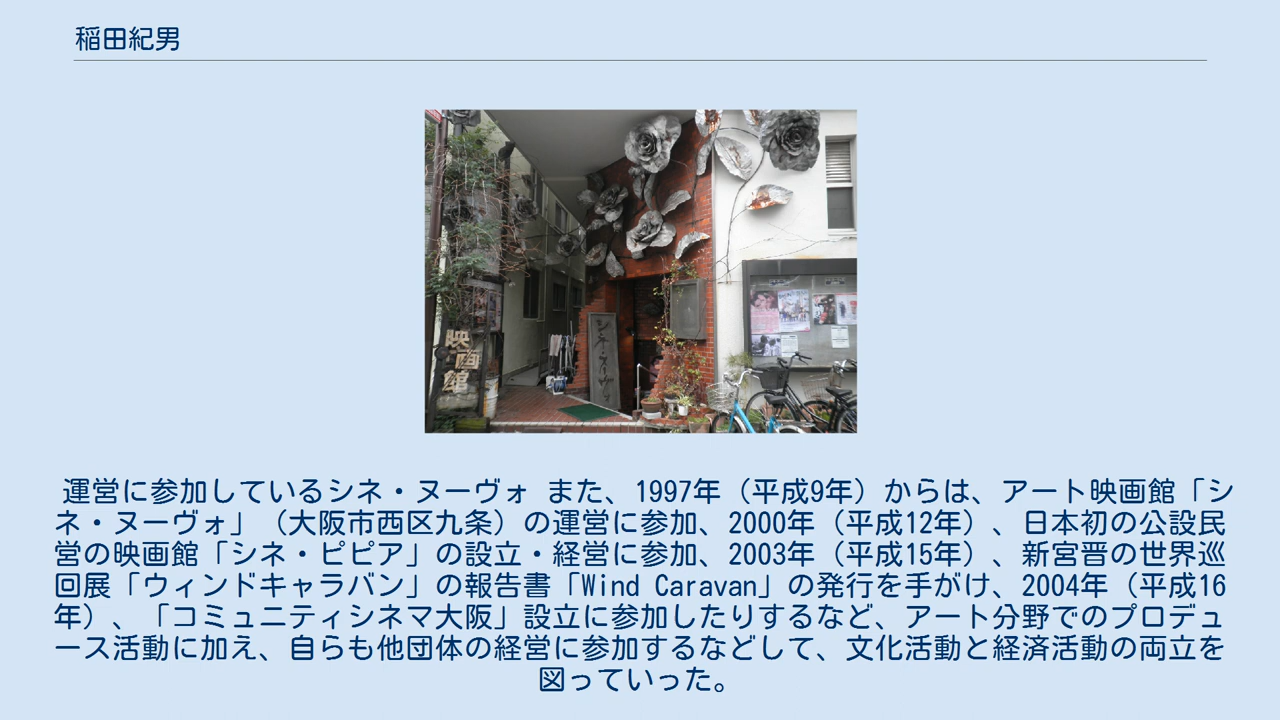 稲田紀男
映画館
シネ・ヌーヴォ
運営に参加しているシネ・ヌーヴォ また、1997年（平成9年）からは、アート映画館「シ
ネ・ヌーヴォ」（大阪市西区九条）の運営に参加、2000年（平成12年）、日本初の公設民
営の映画館「シネ・ピピア」の設立・経営に参加、2003年（平成15年）、新宮晋の世界巡
回展「ウィンドキャラバン」の報告書「Wind Caravan」の発行を手がけ、2004年（平成16
年）、「コミュニティシネマ大阪」設立に参加したりするなど、アート分野でのプロデュ
ース活動に加え、自らも他団体の経営に参加するなどして、文化活動と経済活動の両立を
図っていった。